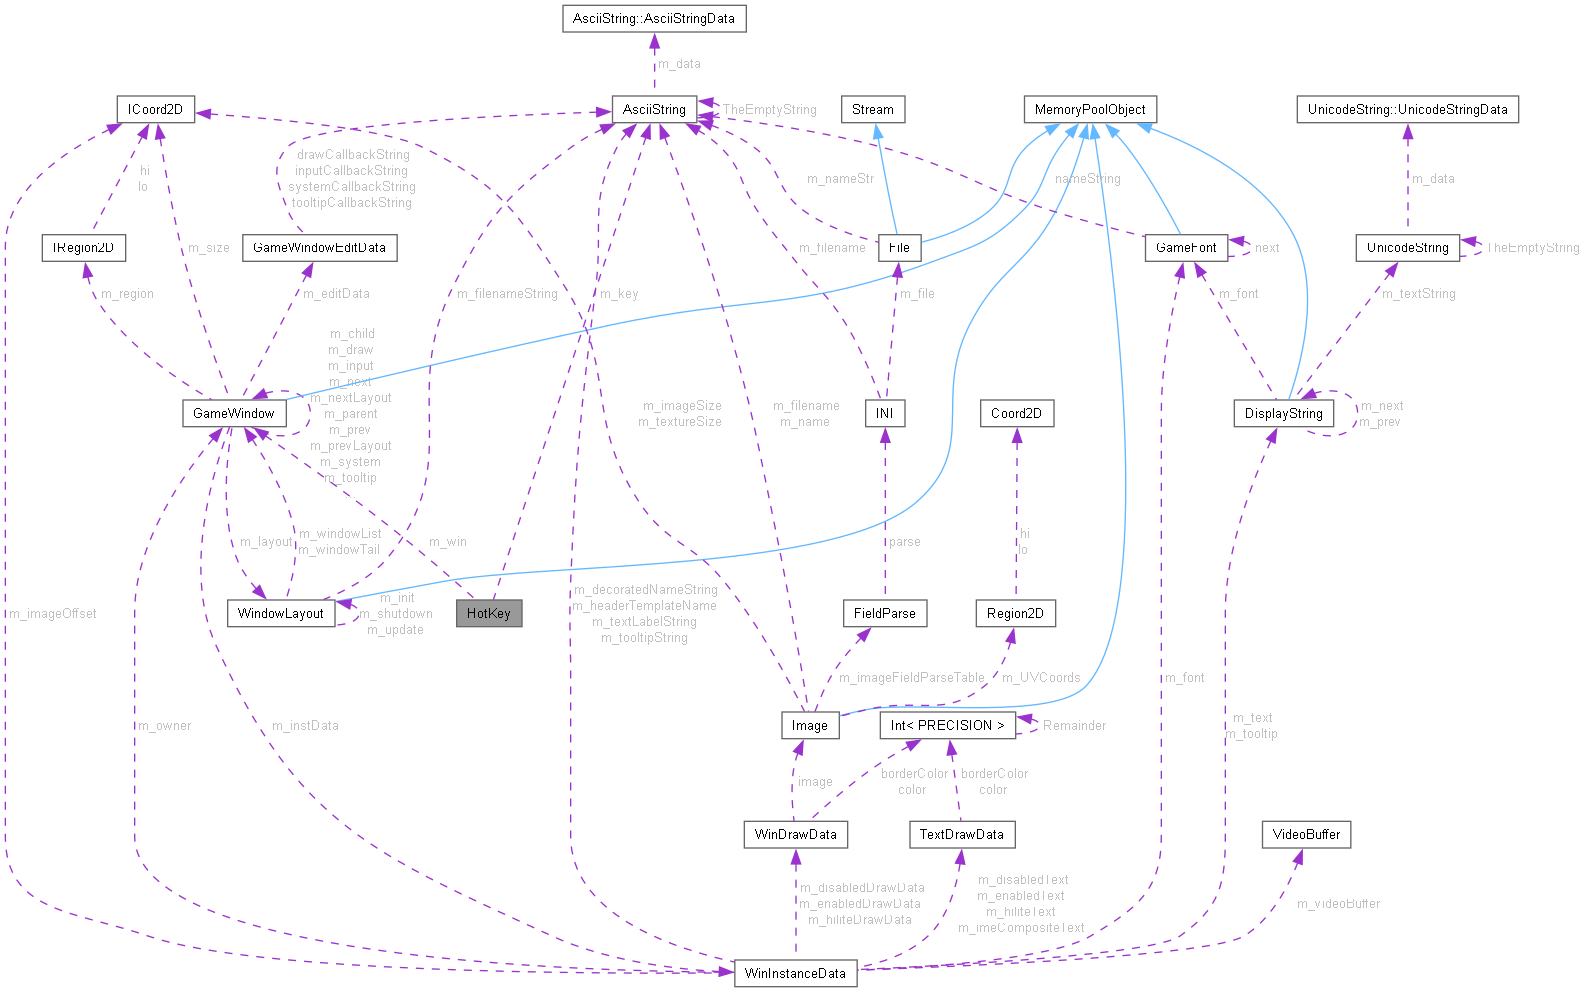 AsciiString::AsciiStringData
m_data
ICoord2D
AsciiString
TheEmptyString
Stream
MemoryPoolObject
UnicodeString::UnicodeStringData
hi
lo
drawCallbackString
inputCallbackString
systemCallbackString
tooltipCallbackString
m_nameStr
nameString
m_data
IRegion2D
m_size
GameWindowEditData
m_filename
File
GameFont
next
UnicodeString
TheEmptyString
m_region
m_editData
m_filenameString
m_key
m_file
m_font
m_textString
m_child
m_draw
m_input
m_next
m_nextLayout
m_parent
m_prev
m_prevLayout
m_system
m_tooltip
GameWindow
m_imageSize
m_textureSize
m_filename
m_name
INI
Coord2D
DisplayString
m_next
m_prev
m_layout
m_windowList
m_windowTail
m_win
parse
hi
lo
m_imageOffset
WindowLayout
m_init
m_shutdown
m_update
HotKey
m_decoratedNameString
m_headerTemplateName
m_textLabelString
m_tooltipString
FieldParse
Region2D
m_imageFieldParseTable
m_UVCoords
m_font
m_owner
m_instData
Image
Int< PRECISION >
Remainder
m_text
m_tooltip
image
borderColor
color
borderColor
color
WinDrawData
TextDrawData
VideoBuffer
m_disabledDrawData
m_enabledDrawData
m_hiliteDrawData
m_disabledText
m_enabledText
m_hiliteText
m_imeCompositeText
m_videoBuffer
WinInstanceData